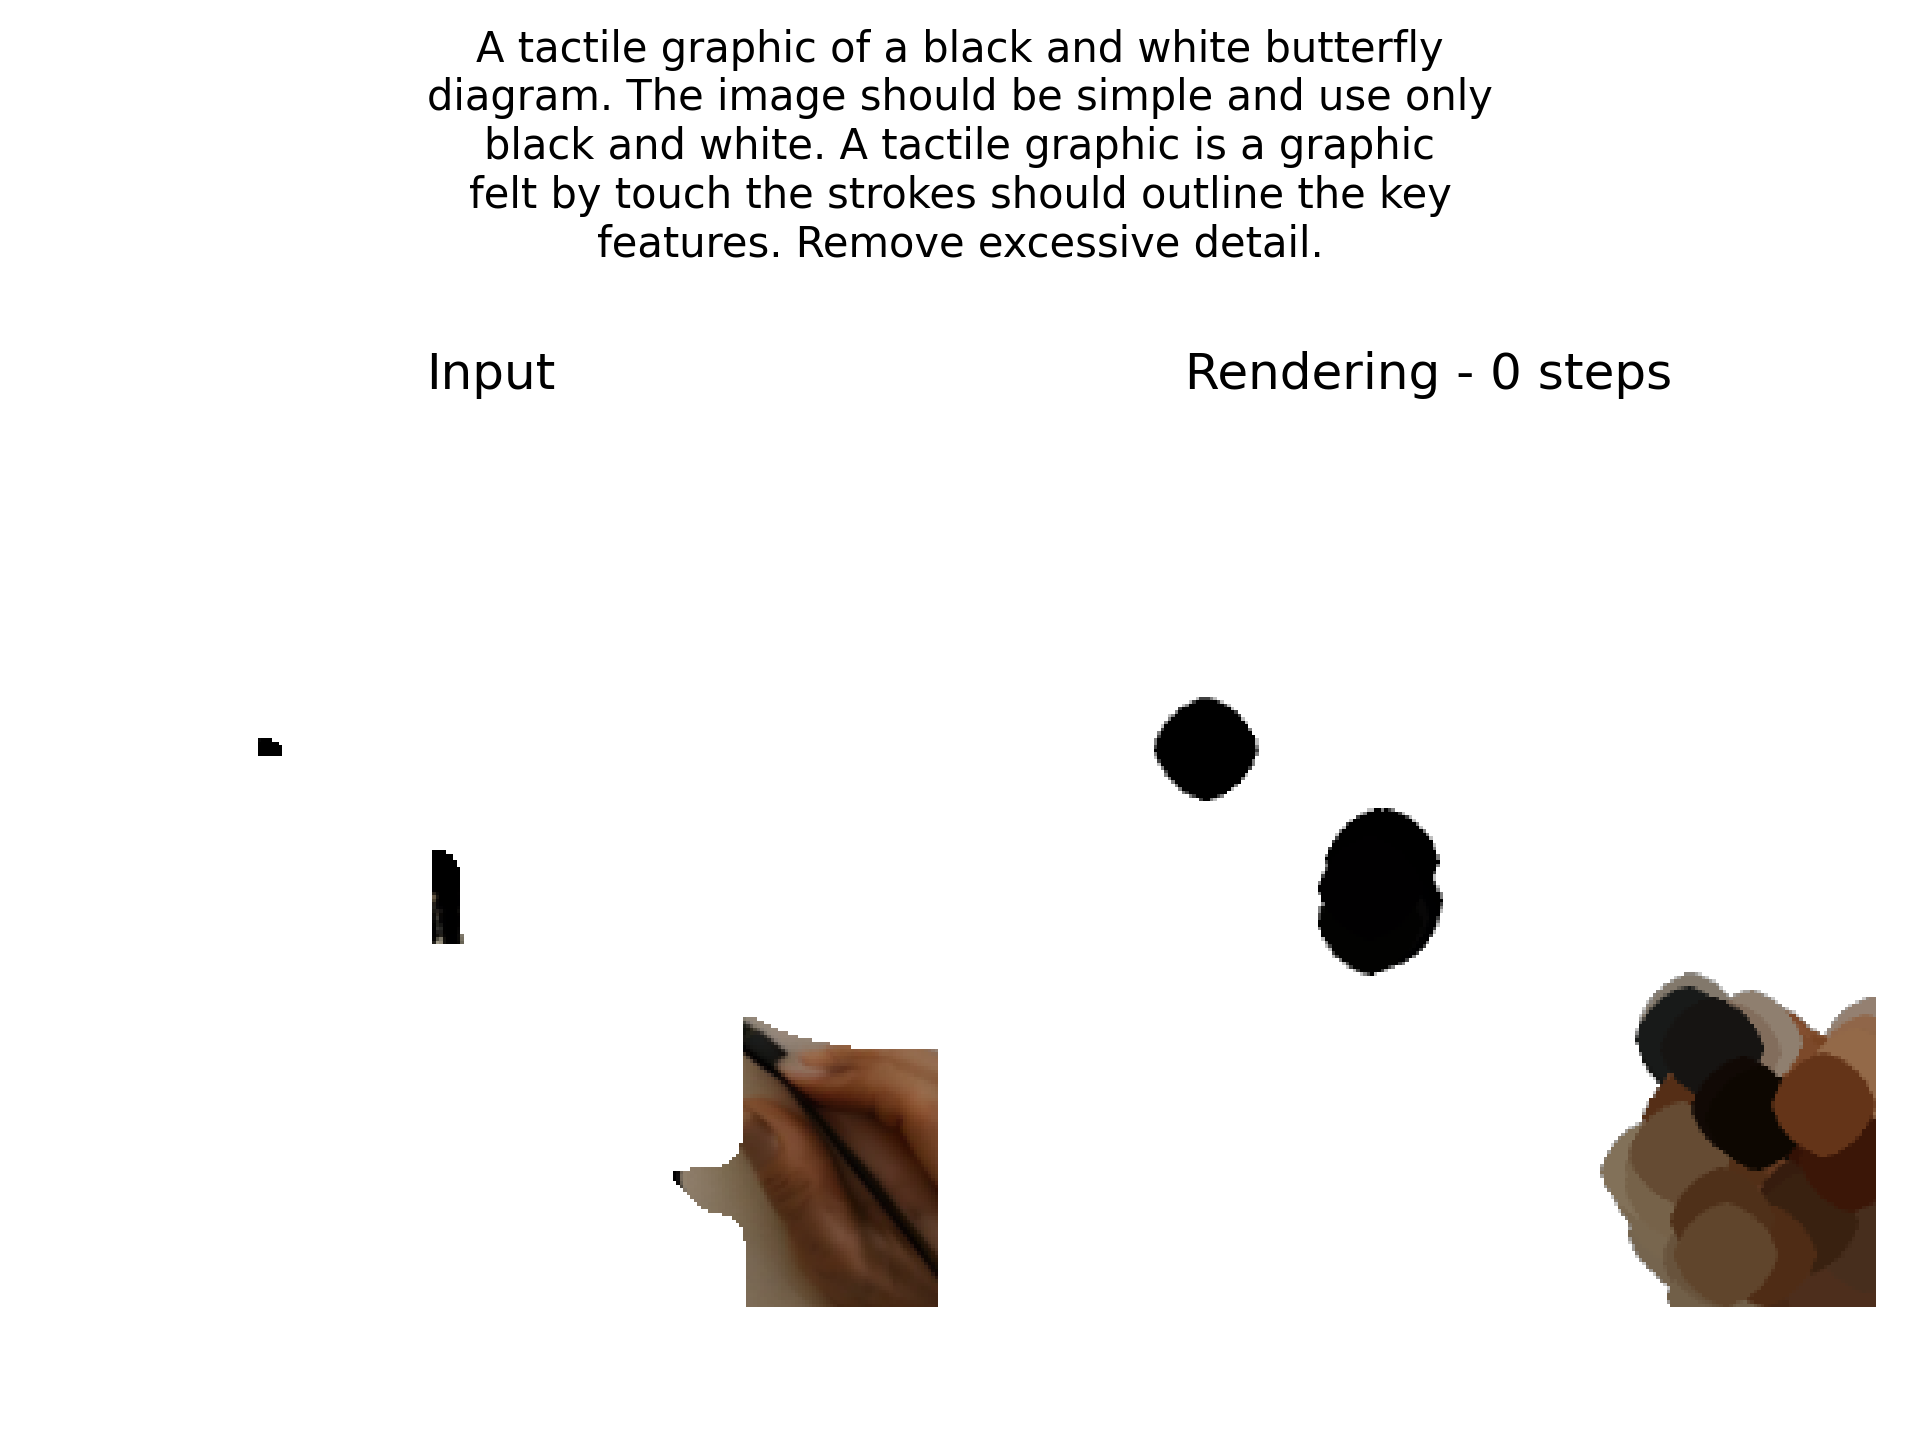 A tactile graphic of a black and white butterfly
diagram. The image should be simple and use only
black and white. A tactile graphic is a graphic
felt by touch the strokes should outline the key
features. Remove excessive detail.
Input
Rendering - 0 steps